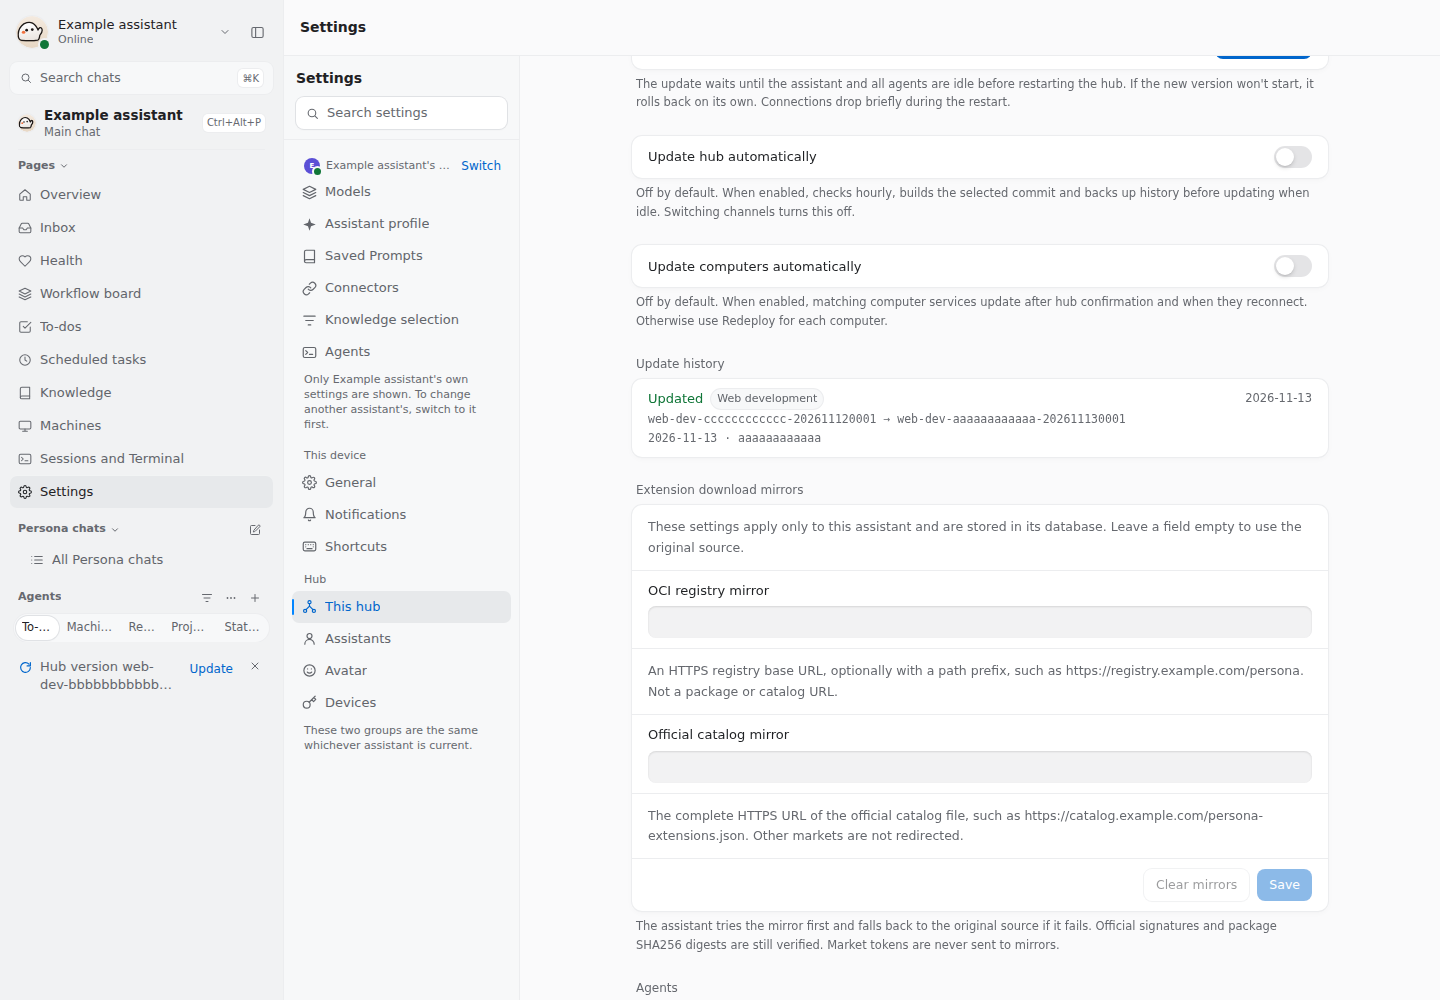 Example assistant
Online
Search chats
⌘K
Example assistant
Main chat
Ctrl+Alt+P
Pages
Overview
Inbox
Health
Workflow board
To-dos
Scheduled tasks
Knowledge
Machines
Sessions and Terminal
Settings
Persona chats
All Persona chats
Agents
To-...
Machi...
Re...
Proj...
Stat...
Hub version web-
dev-bbbbbbbbbbb...
Update
Settings
Settings
Search settings
E
Example assistant's ...
Switch
Models
Assistant profile
Saved Prompts
Connectors
Knowledge selection
Agents
Only Example assistant's own
settings are shown. To change
another assistant's, switch to it
first.
This device
General
Notifications
Shortcuts
Hub
This hub
Assistants
Avatar
Devices
These two groups are the same
whichever assistant is current.
The update waits until the assistant and all agents are idle before restarting the hub. If the new version won't start, it
rolls back on its own. Connections drop briefly during the restart.
Update hub automatically
Off by default. When enabled, checks hourly, builds the selected commit and backs up history before updating when
idle. Switching channels turns this off.
Update computers automatically
Off by default. When enabled, matching computer services update after hub confirmation and when they reconnect.
Otherwise use Redeploy for each computer.
Update history
Updated
Web development
2026-11-13
web-dev-cccccccccccc-202611120001 → web-dev-aaaaaaaaaaaa-202611130001
2026-11-13 · aaaaaaaaaaaa
Extension download mirrors
These settings apply only to this assistant and are stored in its database. Leave a field empty to use the
original source.
OCI registry mirror
An HTTPS registry base URL, optionally with a path prefix, such as https://registry.example.com/persona.
Not a package or catalog URL.
Official catalog mirror
The complete HTTPS URL of the official catalog file, such as https://catalog.example.com/persona-
extensions.json. Other markets are not redirected.
Clear mirrors
Save
The assistant tries the mirror first and falls back to the original source if it fails. Official signatures and package
SHA256 digests are still verified. Market tokens are never sent to mirrors.
Agents